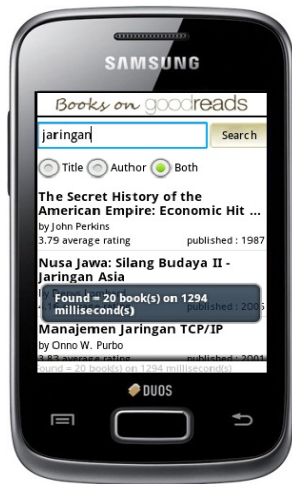 SAMSUNG
Books on goodreads
jaringan
Search
Title Author Both
The Secret History of the
American Empire: Economic Hit ...
by John Perkins
3.79 average rating published : 1987
Nusa Jawa: Silang Budaya II -
Jaringan Asia
Found = 20 book(s) on 1294
millisecond(s)
Manajemen Jaringan TCP/IP
by Onno W. Purbo
3.83 average rating published : 2001
Found = 20 book(s) on 1294 millisecond(s)
DUOS